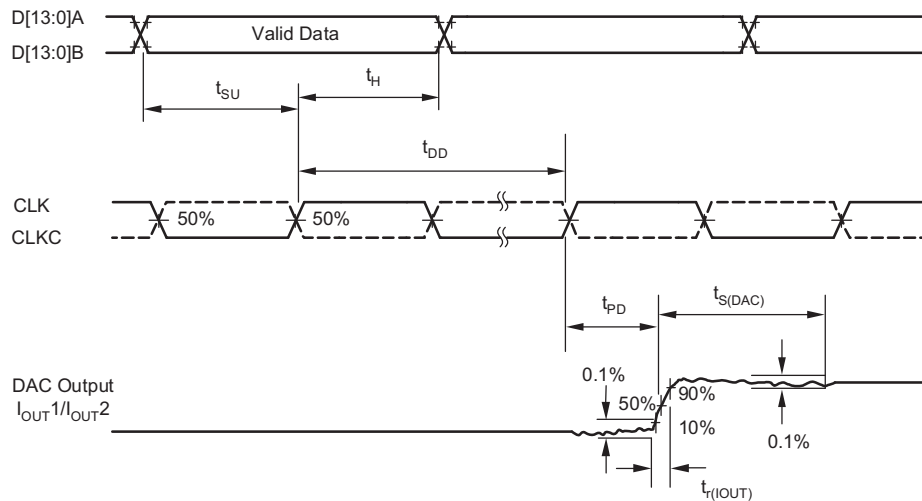 D[13:0]A
D[13:0]B
Valid Data
tSU
tH
tDD
CLK
CLKC
50%
50%
tPD
tS(DAC)
DAC Output
IOUT1/IOUT2
0.1%
50%
90%
10%
0.1%
tr(IOUT)